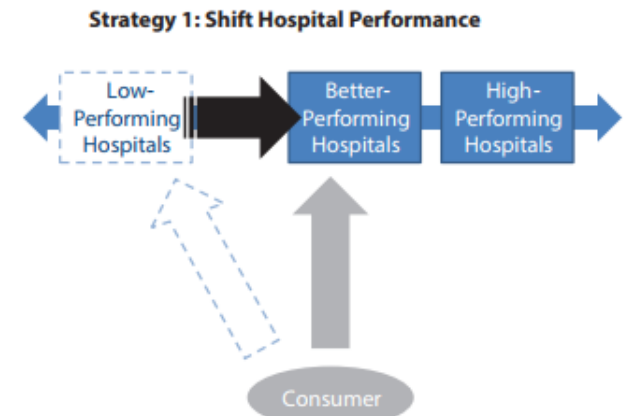 Strategy 1: Shift Hospital Performance
Low-
Performing
Hospitals
Better-
Performing
Hospitals
High-
Performing
Hospitals
Consumer